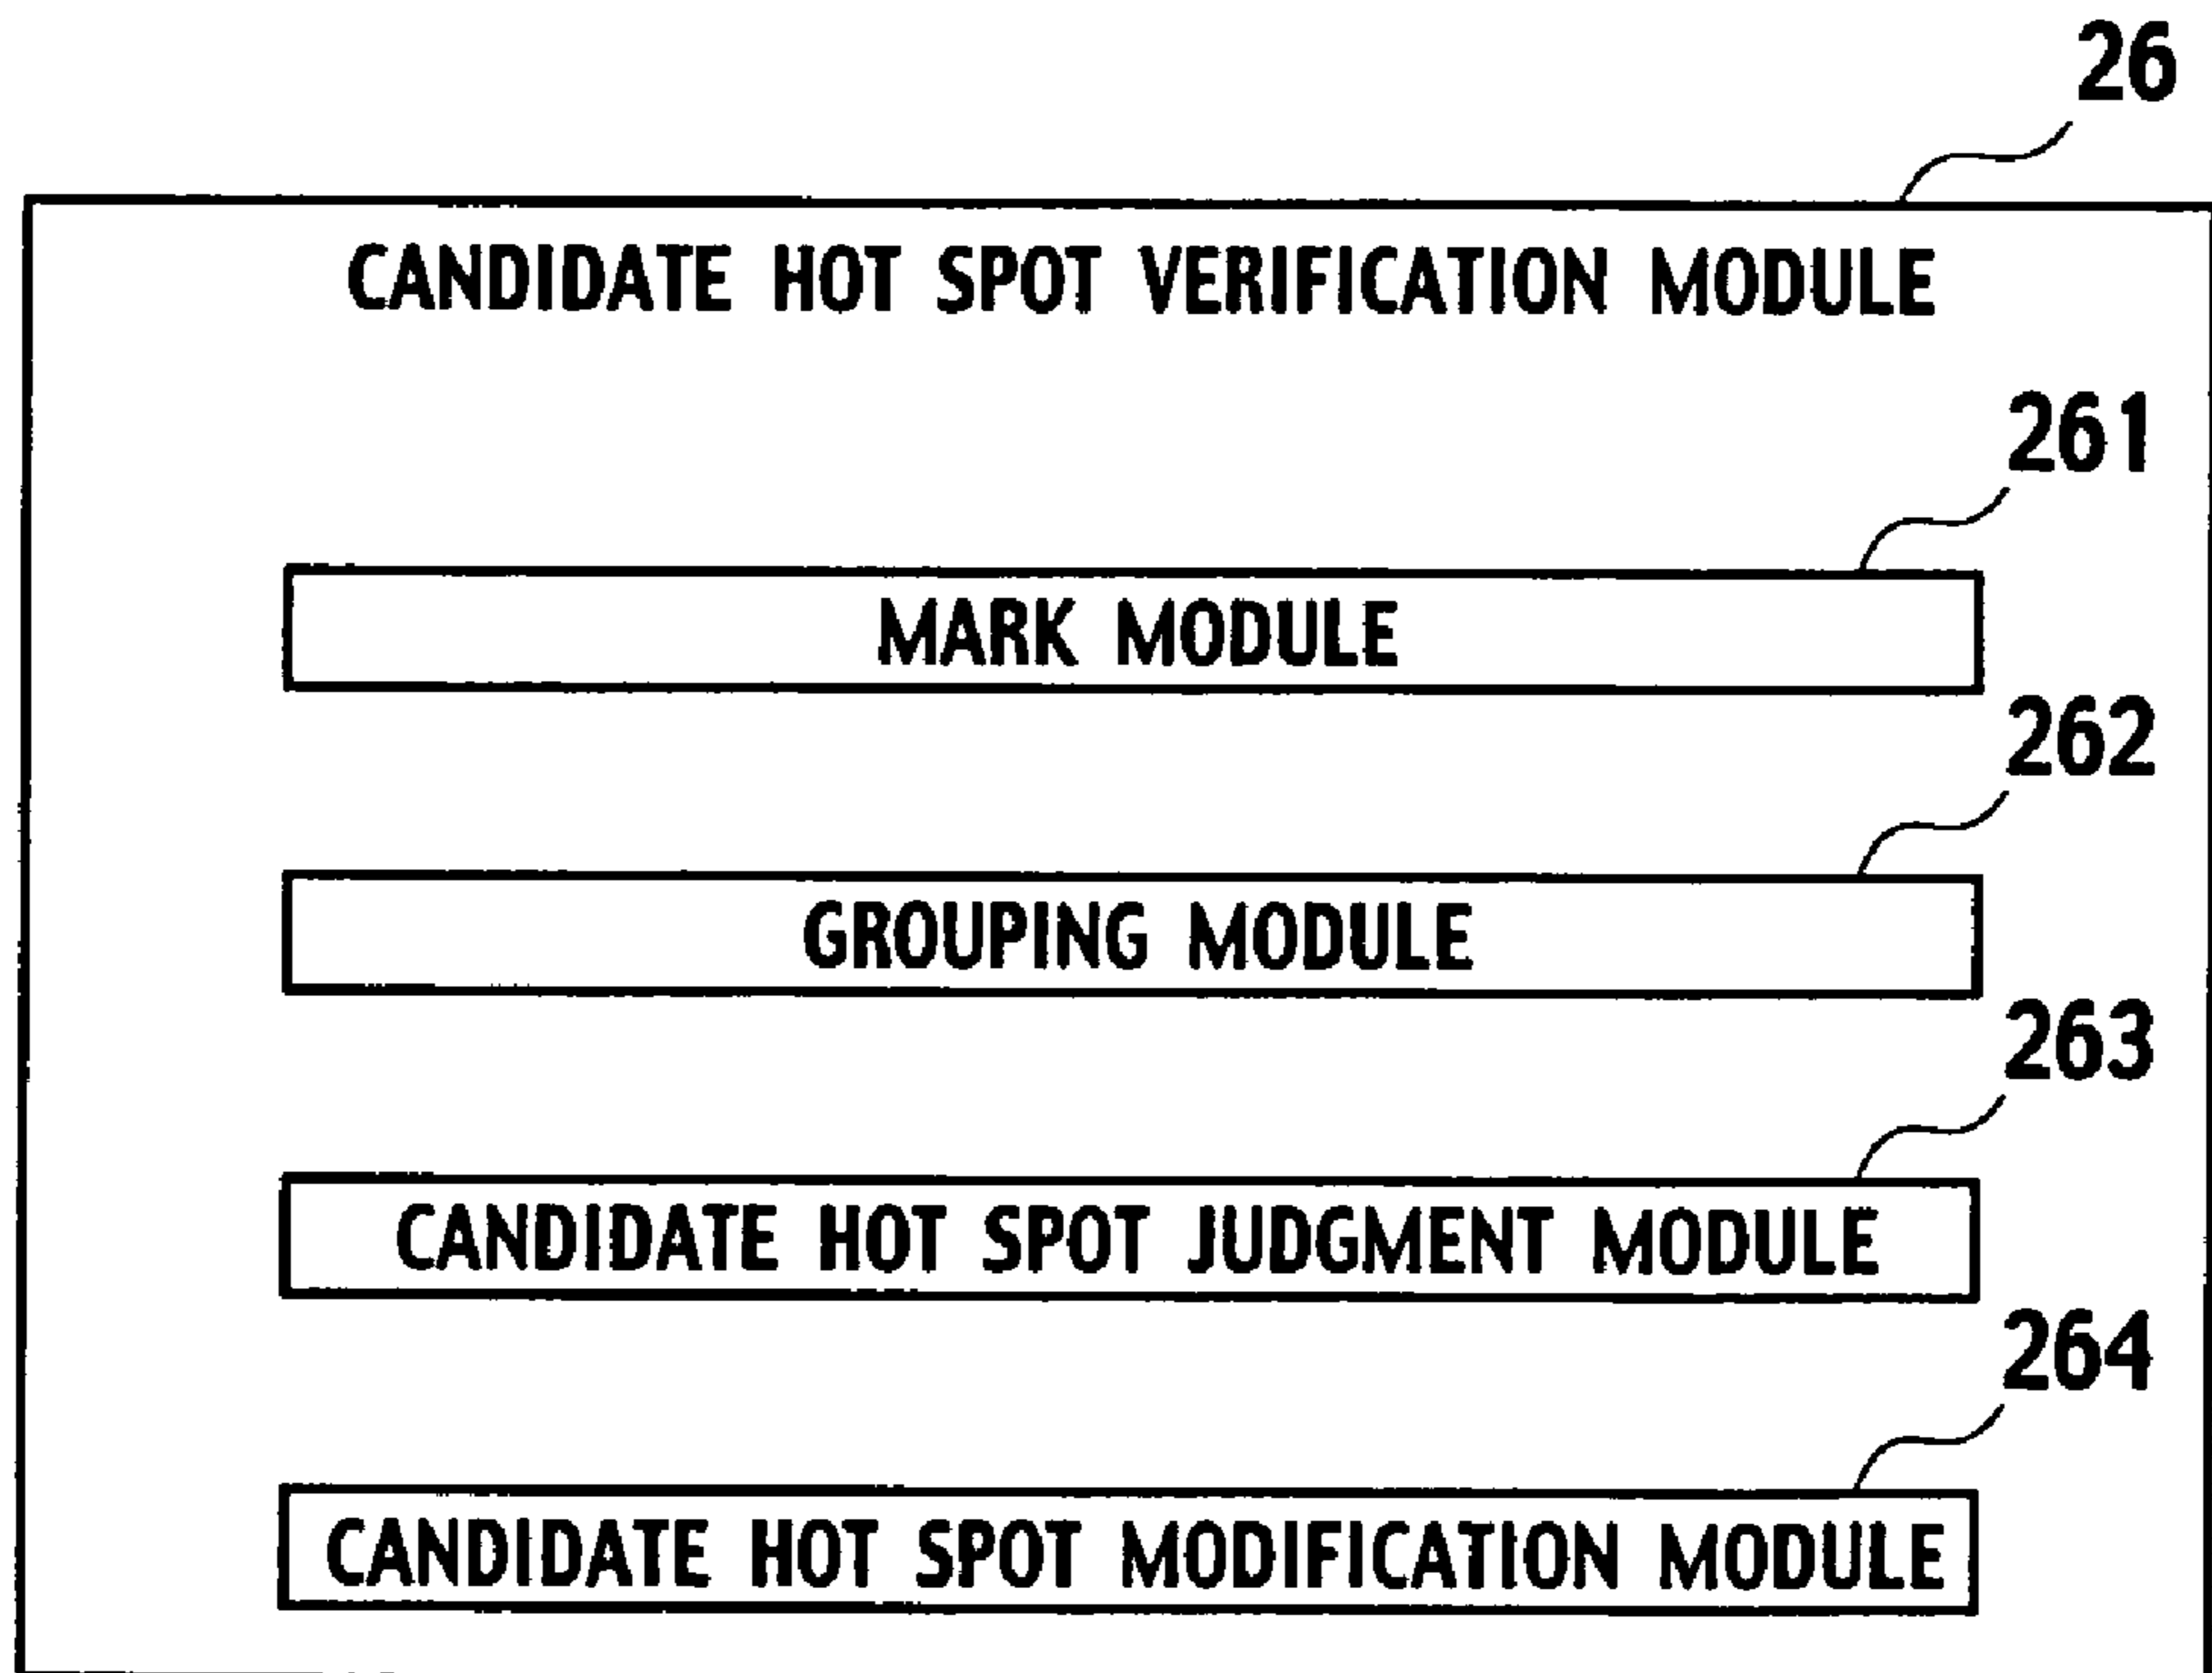 26
CANDIDATE HOT SPOT VERIFICATION MODULE
261
MARK MODULE
262
GROUPING MODULE
263
CANDIDATE HOT SPOT JUDGMENT MODULE
264
CANDIDATE HOT SPOT MODIFICATION MODULE